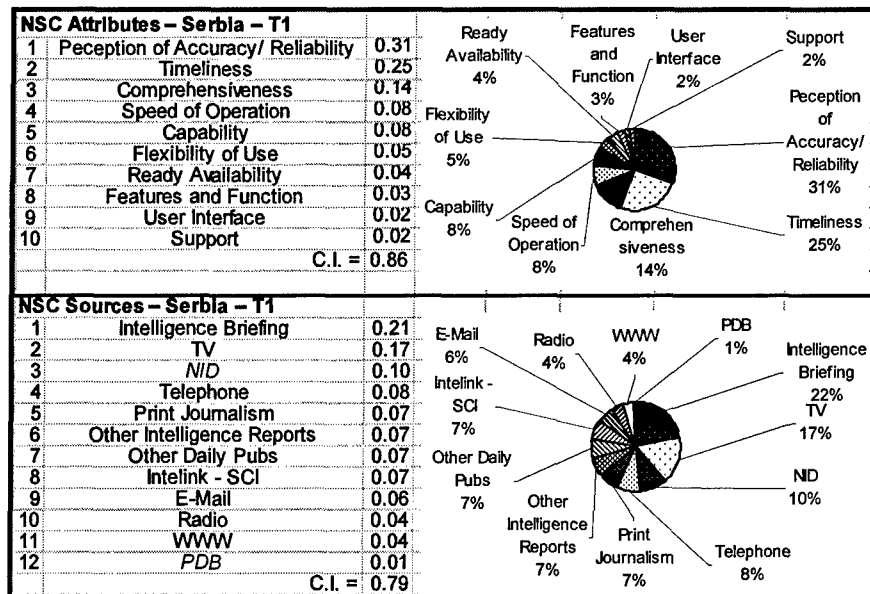 NSC Attributes – Serbia – T1
1 Peception of Accuracy/ Reliability 0.31
2 Timeliness 0.25
3 Comprehensiveness 0.14
4 Speed of Operation 0.08
5 Capability 0.08
6 Flexibility of Use 0.05
7 Ready Availability 0.04
8 Features and Function 0.03
9 User Interface 0.02
10 Support 0.02
C.I. = 0.86
Ready
Availability
4%
Features
and
Function
3%
User
Interface
2%
Support
2%
Peception
of
Accuracy/
Reliability
31%
Timeliness
25%
Comprehen
siveness
14%
Speed of
Operation
8%
Capability
8%
Flexibility
of Use
5%
NSC Sources – Serbia – T1
1 Intelligence Briefing 0.21
2 TV 0.17
3 NID 0.10
4 Telephone 0.08
5 Print Journalism 0.07
6 Other Intelligence Reports 0.07
7 Other Daily Pubs 0.07
8 Intelink - SCI 0.07
9 E-Mail 0.06
10 Radio 0.04
11 WWW 0.04
12 PDB 0.01
C.I. = 0.79
E-Mail
6%
Radio
4%
WWW
4%
PDB
1%
Intelligence
Briefing
22%
TV
17%
NID
10%
Telephone
8%
Print
Journalism
7%
Other
Intelligence
Reports
7%
Other Daily
Pubs
7%
Intelink -
SCI
7%